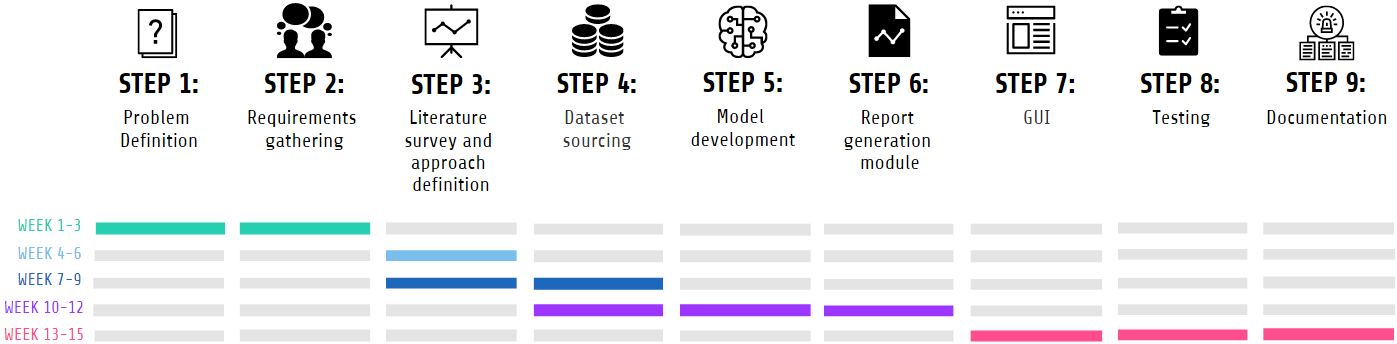 ?
STEP 1:
Problem
Definition
STEP 2:
Requirements
gathering
STEP 3:
Literature
survey and
approach
definition
STEP 4:
Dataset
sourcing
STEP 5:
Model
development
STEP 6:
Report
generation
module
STEP 7:
GUI
STEP 8:
Testing
STEP 9:
Documentation
WEEK 1-3
WEEK 4-6
WEEK 7-9
WEEK 10-12
WEEK 13-15